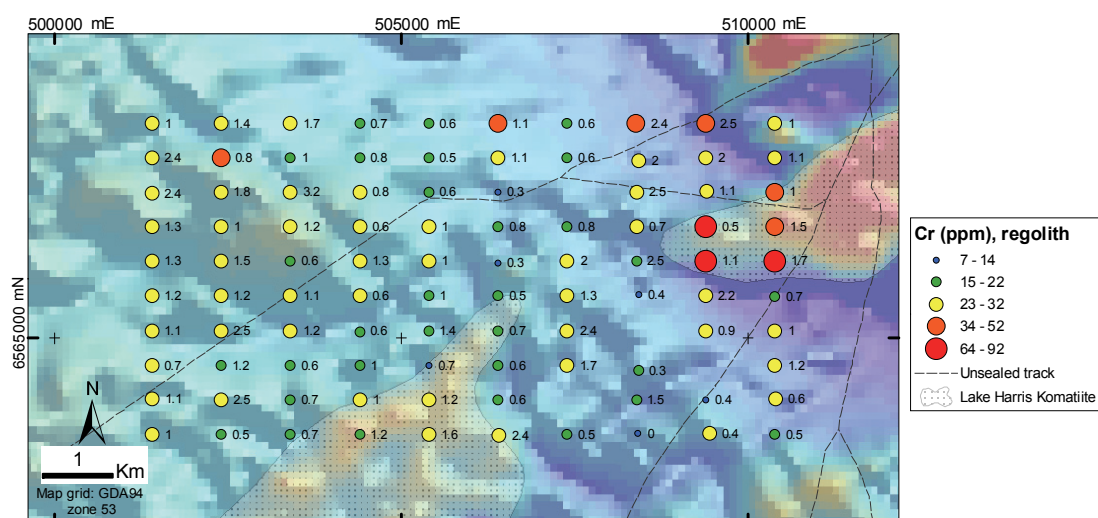 500000 mE 505000 510000 mE
1 1.4 1.7 0.7 0.6 1.1 0.6 2.4 2.5 1
2.4 0.8 1 0.8 0.5 1.1 0.6 2 2 1.1
2.4 1.8 3.2 0.8 0.6 0.3 2.5 1.1 1
1.3 1 1.2 0.6 1 0.8 0.8 0.7 0.5 1.5
1.3 1.5 0.6 1.3 1 0.3 2 2.5 1.1 1.7
1.2 1.2 1.1 0.6 1 0.5 1.3 0.4 2.2 0.7
1.1 2.5 1.2 0.6 1.4 0.7 2.4 0.9 1
0.7 1.2 0.6 1 0.7 0.6 1.7 0.3 1.2
1.1 2.5 0.7 1 1.2 0.6 1.5 0.4 0.6
1 0.5 0.7 1.2 1.6 2.4 0.5 0 0.4 0.5
6565000 mN
N
1
Km
Map grid: GDA94
zone 53
Cr (ppm), regolith
7 - 14
15 - 22
23 - 32
34 - 52
64 - 92
Unsealed track
Lake Harris Komatiite